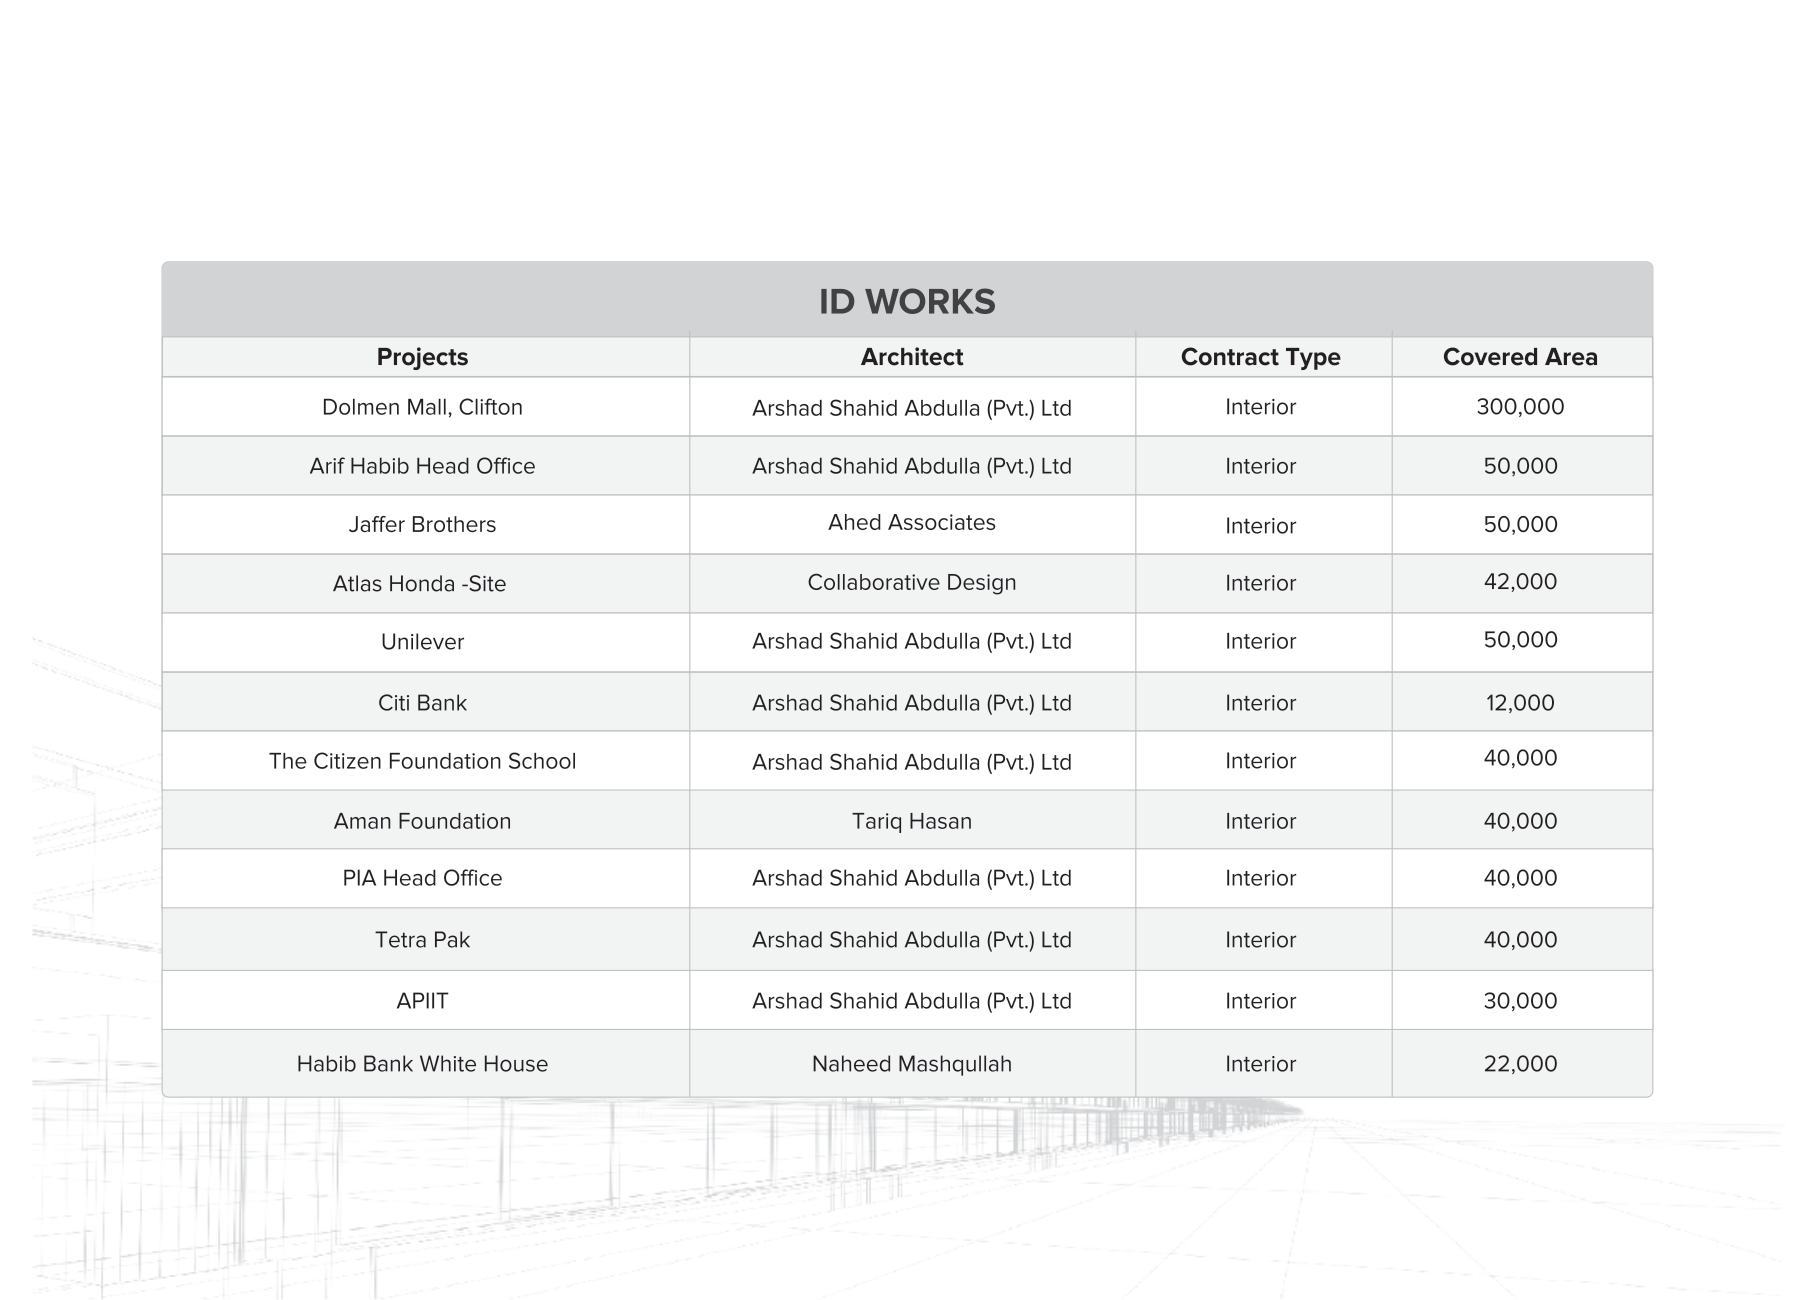 ID WORKS
Projects Architect Contract Type Covered Area
Dolmen Mall, Clifton Arshad Shahid Abdulla (Pvt.) Ltd Interior 300,000
Arif Habib Head Office Arshad Shahid Abdulla (Pvt.) Ltd Interior 50,000
Jaffer Brothers Ahed Associates Interior 50,000
Atlas Honda -Site Collaborative Design Interior 42,000
Unilever Arshad Shahid Abdulla (Pvt.) Ltd Interior 50,000
Citi Bank Arshad Shahid Abdulla (Pvt.) Ltd Interior 12,000
The Citizen Foundation School Arshad Shahid Abdulla (Pvt.) Ltd Interior 40,000
Aman Foundation Tariq Hasan Interior 40,000
PIA Head Office Arshad Shahid Abdulla (Pvt.) Ltd Interior 40,000
Tetra Pak Arshad Shahid Abdulla (Pvt.) Ltd Interior 40,000
APIIT Arshad Shahid Abdulla (Pvt.) Ltd Interior 30,000
Habib Bank White House Naheed Mashqullah Interior 22,000